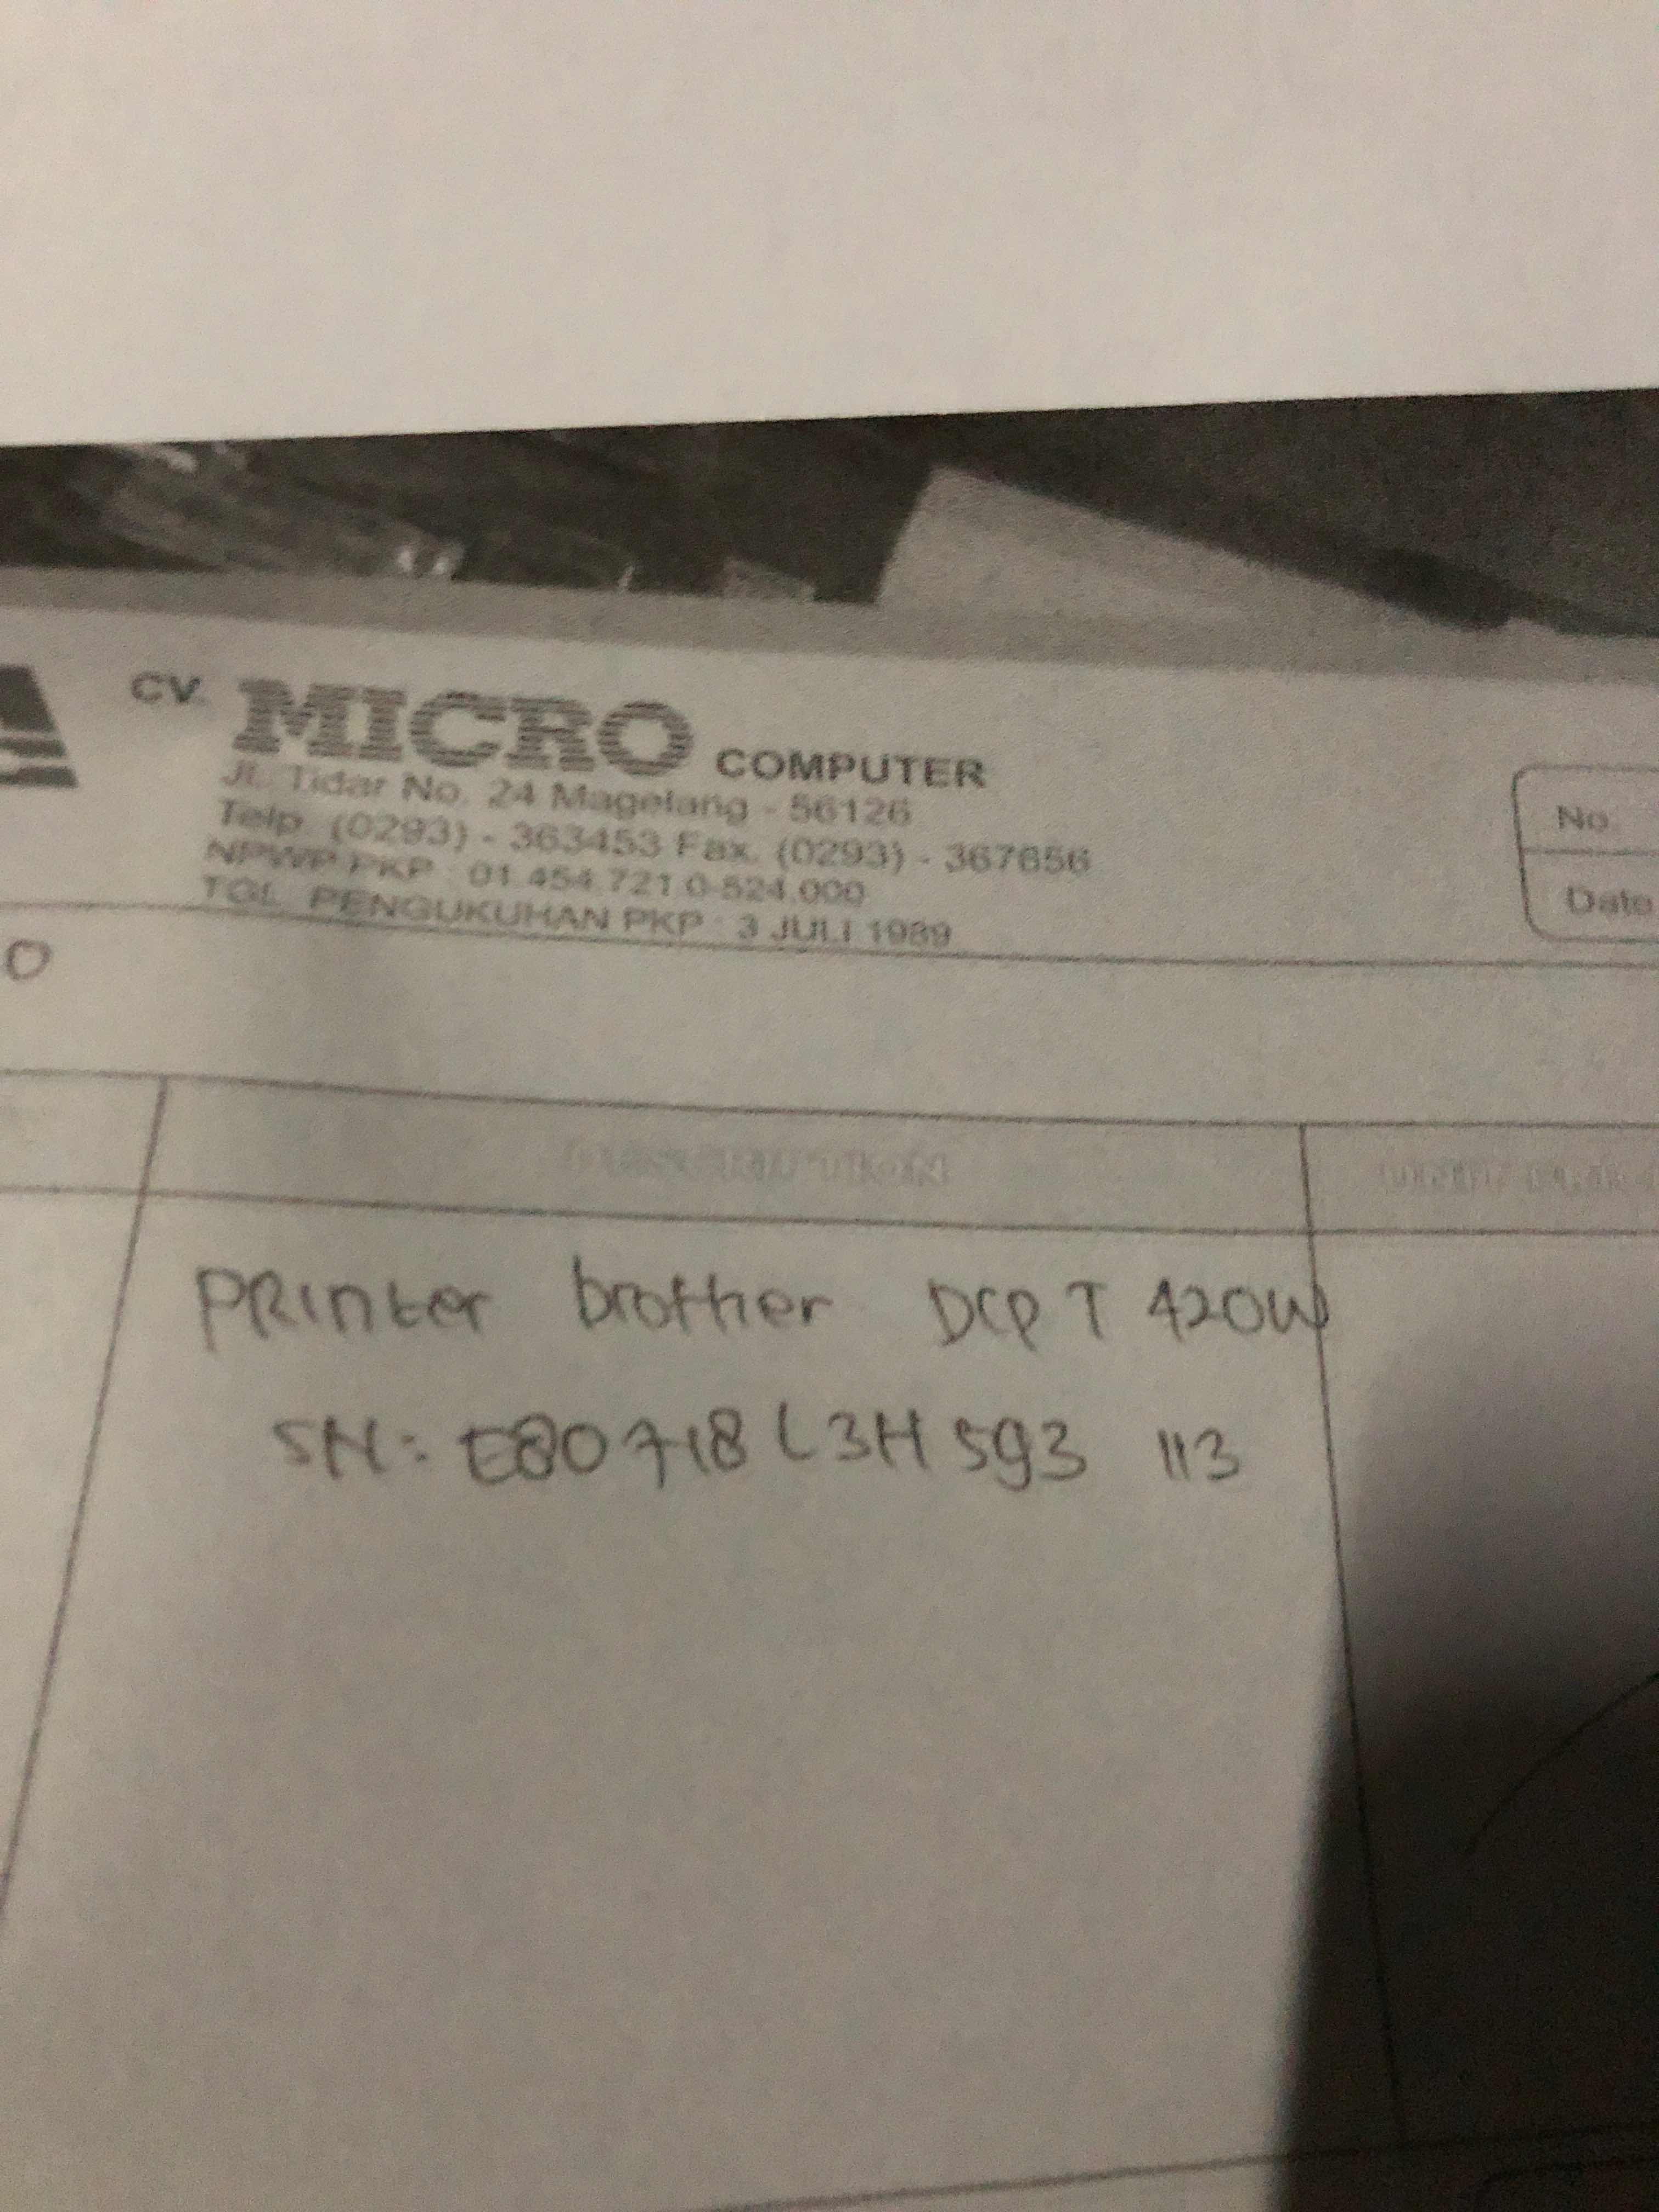 CV. MICRO COMPUTER
Jl. Tidar No. 24 Magelang - 56126
Telp. (0293) - 363453 Fax. (0293) - 367656
NPWP PKP : 01.454.721.0-524.000
TGL. PENGUKUHAN PKP : 3 JULI 1989
No.
Date
O
DESCRIPTION
Printer brother DCP T 420W
SN: E80718L3H593 113